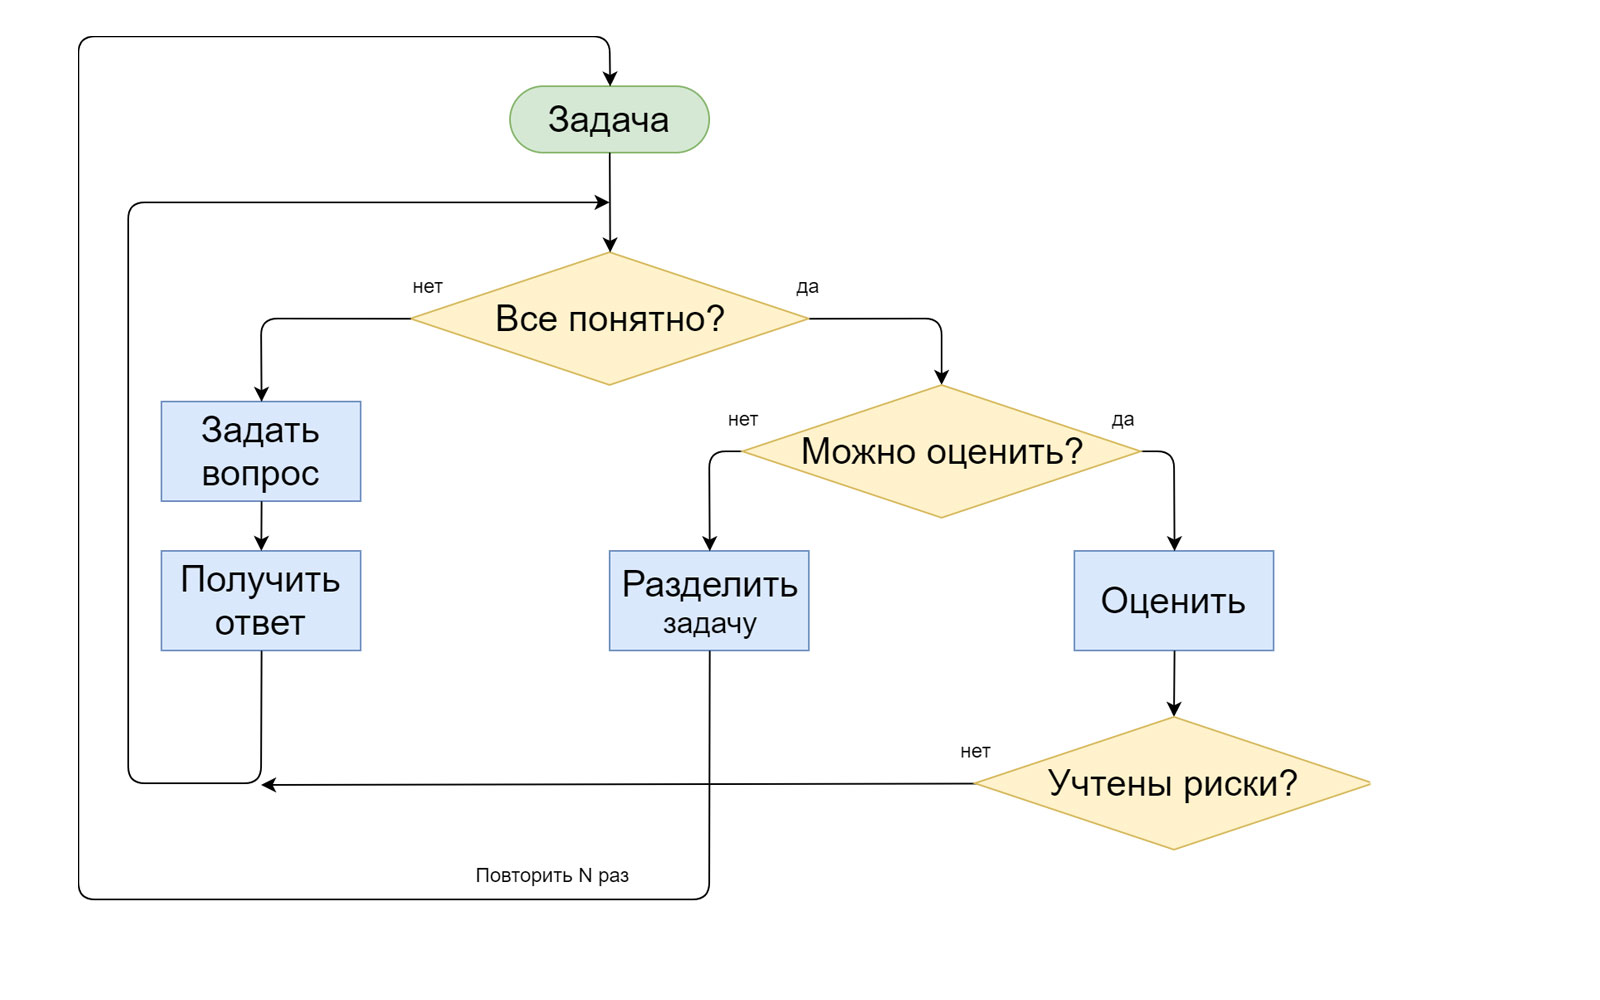 Задача
нет
да
Все понятно?
нет
да
Можно оценить?
Задать
вопрос
Получить
ответ
Разделить
задачу
Оценить
нет
Учтены риски?
Повторить N раз